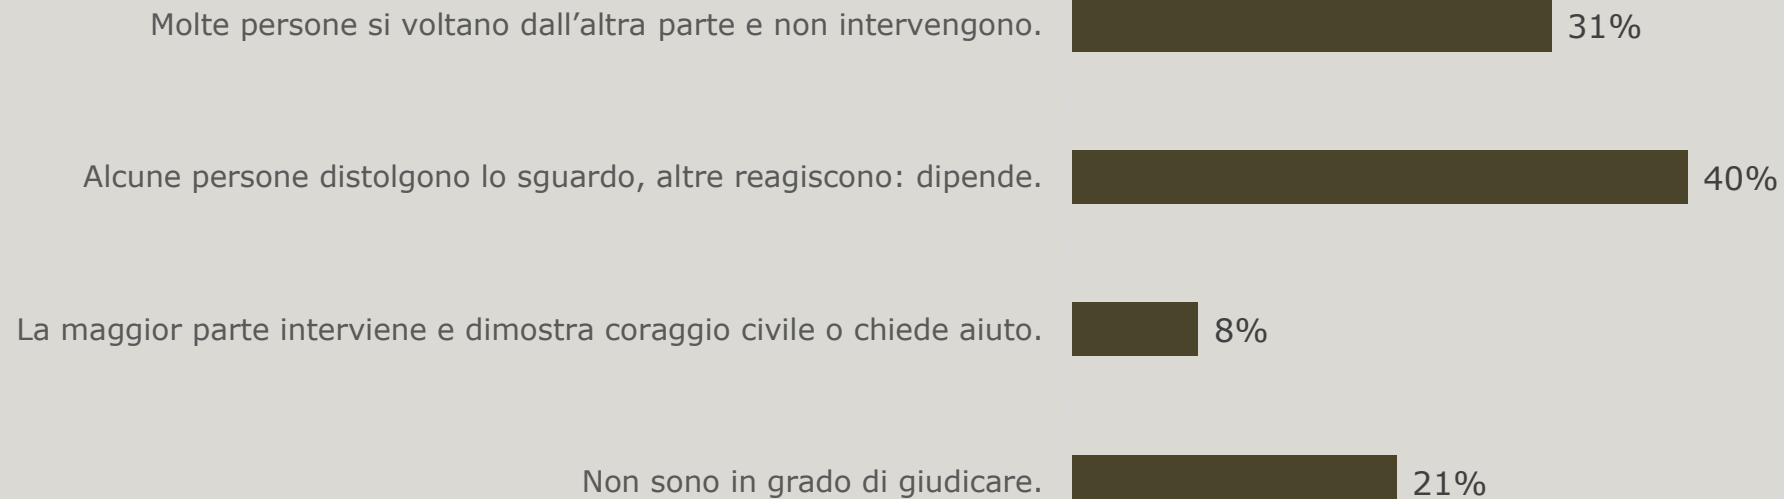 Molte persone si voltano dall’altra parte e non intervengono. 31%
Alcune persone distolgono lo sguardo, altre reagiscono: dipende. 40%
La maggior parte interviene e dimostra coraggio civile o chiede aiuto. 8%
Non sono in grado di giudicare. 21%